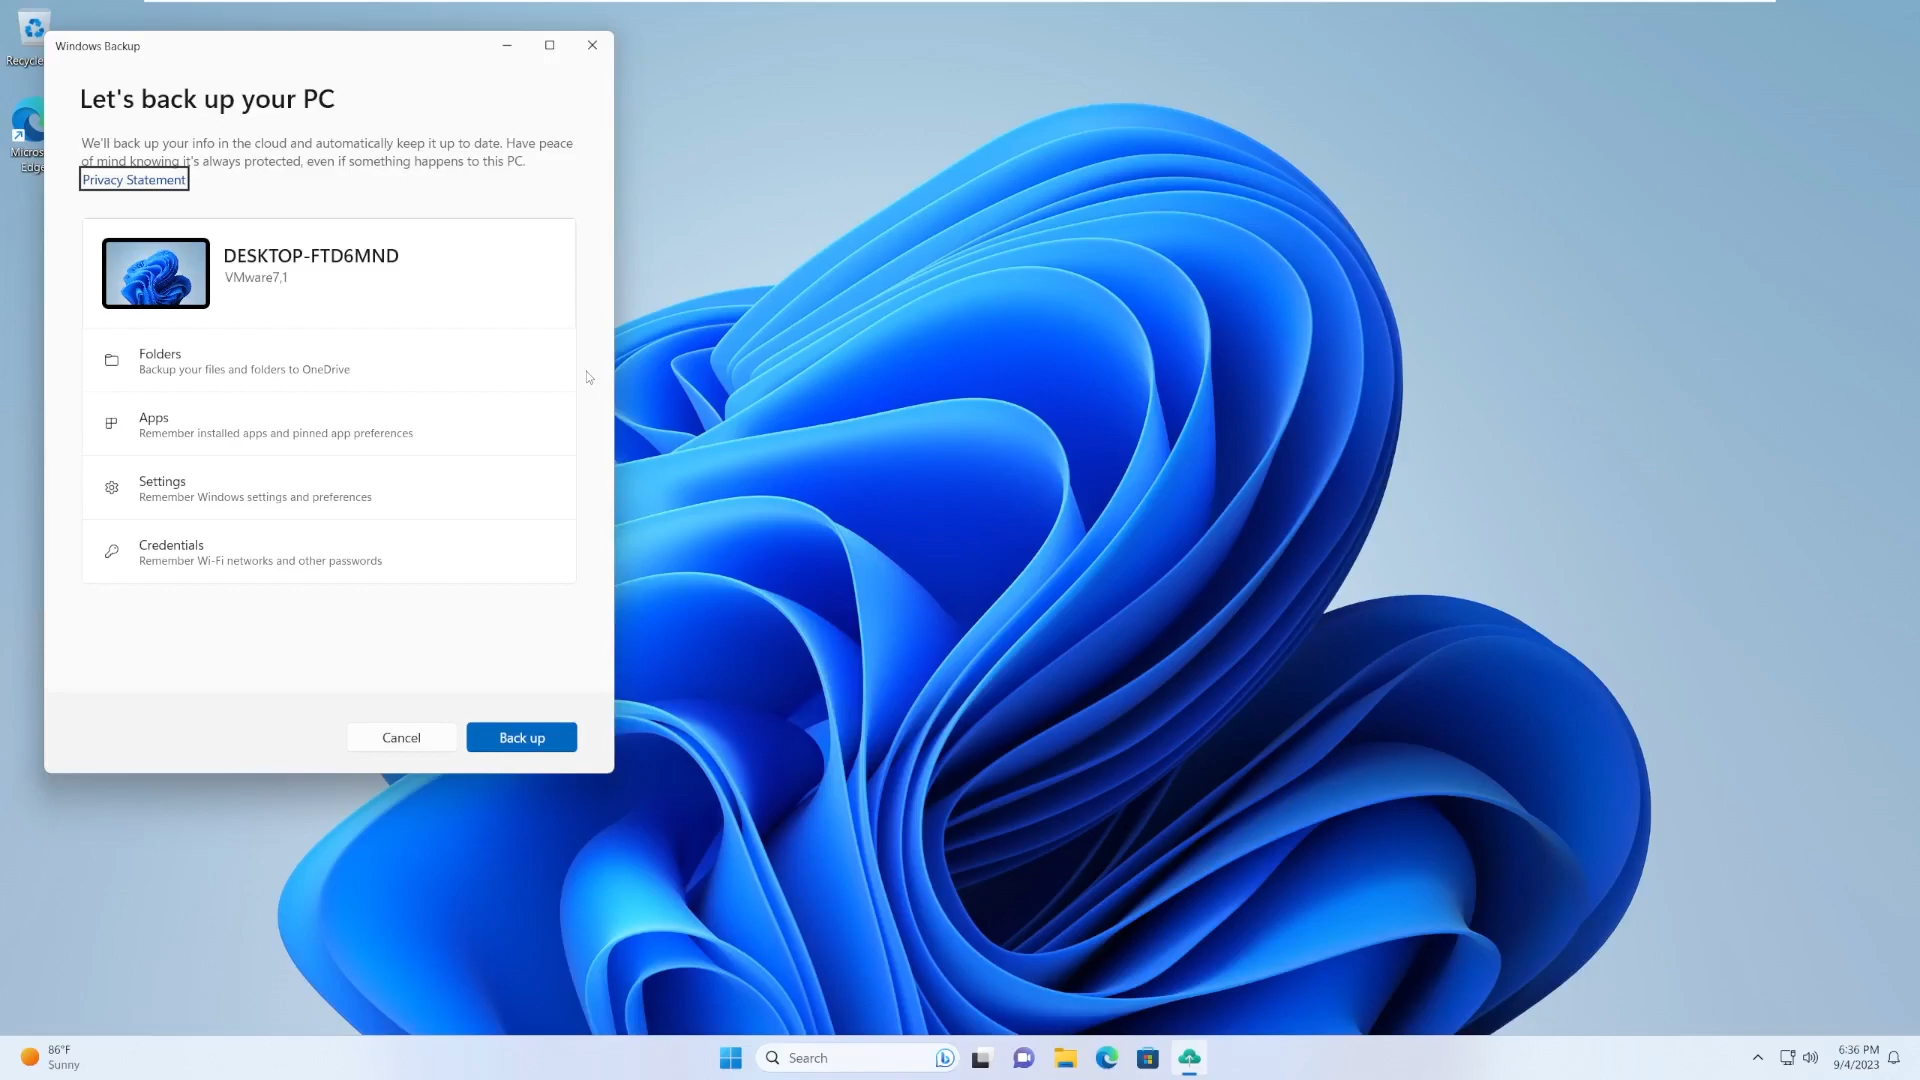 Recycle
Micros
Edge
Windows Backup
Let's back up your PC
We'll back up your info in the cloud and automatically keep it up to date. Have peace
of mind knowing it's always protected, even if something happens to this PC.
Privacy Statement
DESKTOP-FTD6MND
VMware7,1
Folders
Backup your files and folders to OneDrive
Apps
Remember installed apps and pinned app preferences
Settings
Remember Windows settings and preferences
Credentials
Remember Wi-Fi networks and other passwords
Cancel
Back up
86°F
Sunny
Search
6:36 PM
9/4/2023